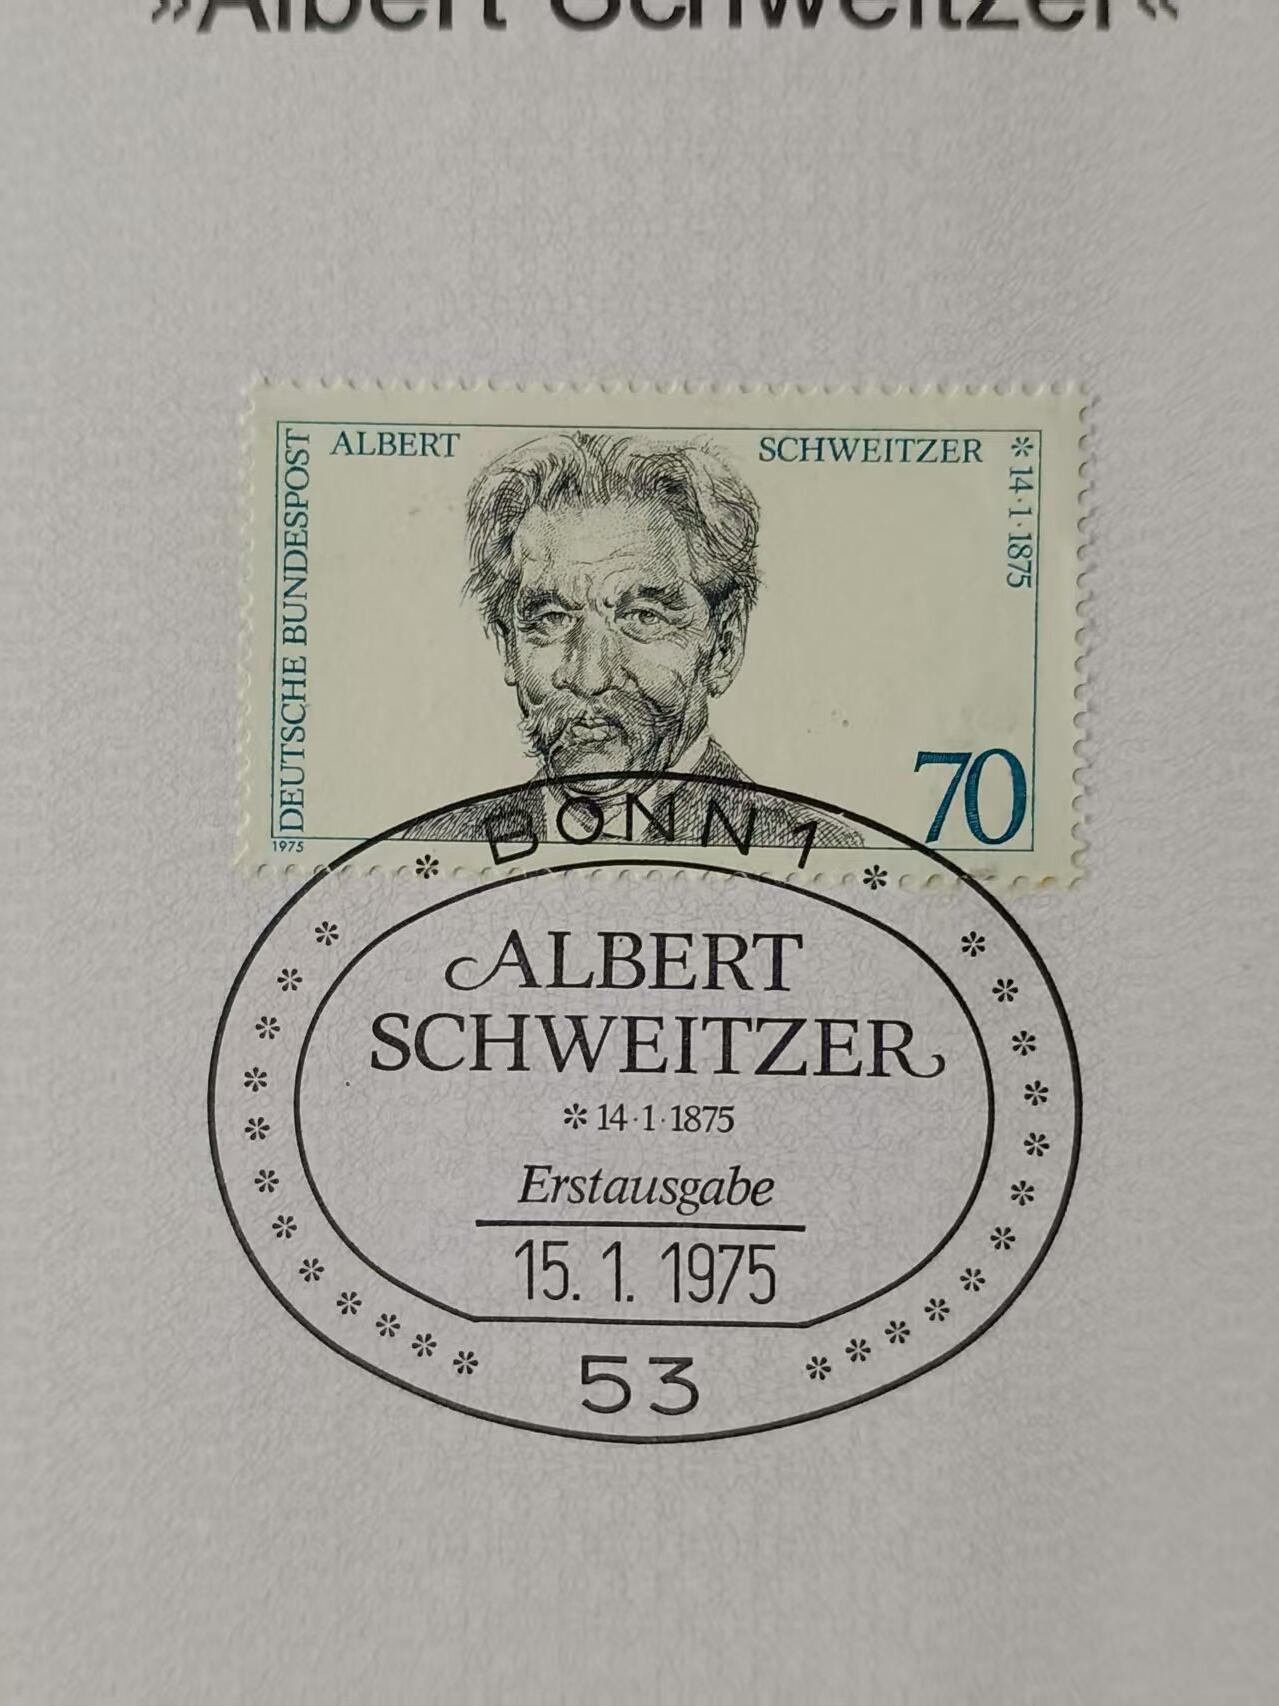 »Albert Schweitzer«
DEUTSCHE BUNDESPOST
ALBERT SCHWEITZER
* 14·1·1875
70
1975
BONN 1
ALBERT
SCHWEITZER
* 14·1·1875
Erstausgabe
15. 1. 1975
53